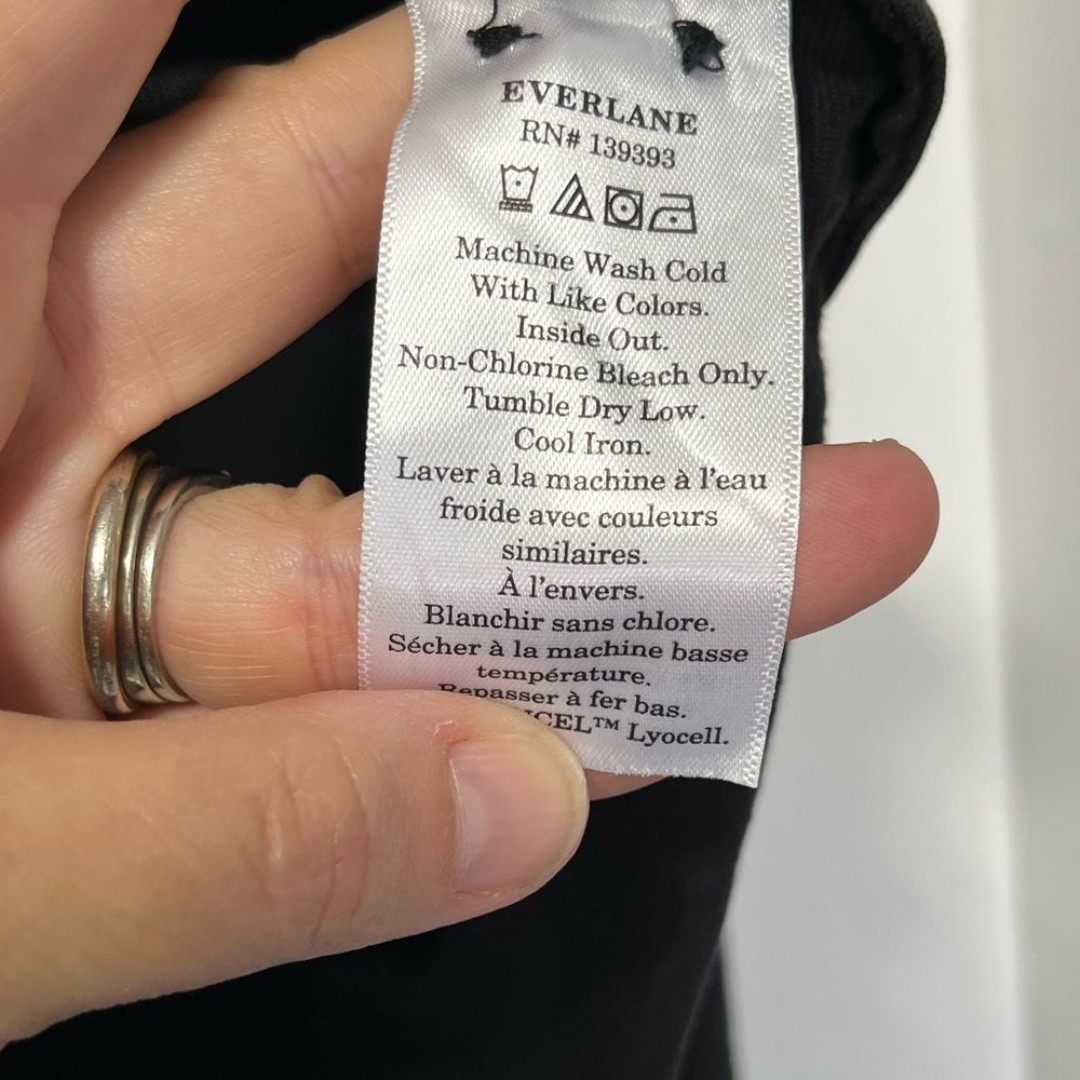 EVERLANE
RN# 139393
Machine Wash Cold
With Like Colors.
Inside Out.
Non-Chlorine Bleach Only.
Tumble Dry Low.
Cool Iron.
Laver à la machine à l'eau
froide avec couleurs
similaires.
À l'envers.
Blanchir sans chlore.
Sécher à la machine basse
température.
Repasser à fer bas.
Lyocell.